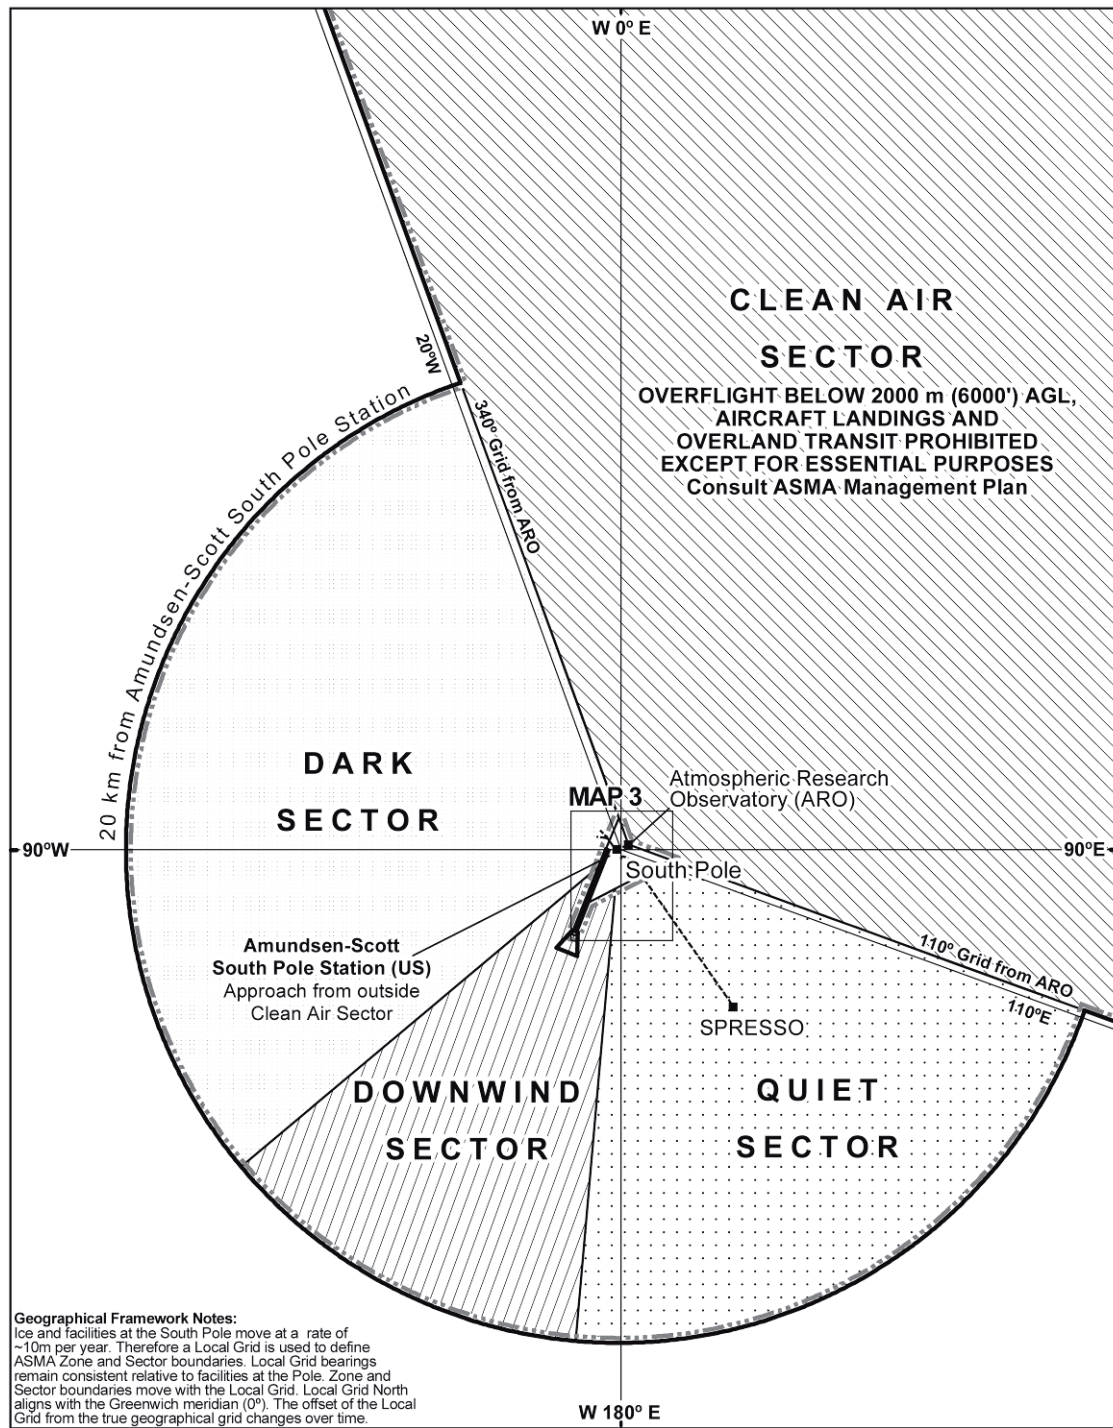 W 0º E
CLEAN AIR
SECTOR
OVERFLIGHT BELOW 2000 m (6000') AGL,
AIRCRAFT LANDINGS AND
OVERLAND TRANSIT PROHIBITED
EXCEPT FOR ESSENTIAL PURPOSES
Consult ASMA Management Plan
20ºW
340º Grid from ARO
20 km from Amundsen-Scott South Pole Station
DARK
SECTOR
MAP 3
Atmospheric Research
Observatory (ARO)
90ºW
90ºE
South Pole
Amundsen-Scott
South Pole Station (US)
Approach from outside
Clean Air Sector
110º Grid from ARO
110ºE
SPRESSO
DOWNWIND
SECTOR
QUIET
SECTOR
Geographical Framework Notes:
Ice and facilities at the South Pole move at a rate of
~10m per year. Therefore a Local Grid is used to define
ASMA Zone and Sector boundaries. Local Grid bearings
remain consistent relative to facilities at the Pole. Zone and
Sector boundaries move with the Local Grid. Local Grid North
aligns with the Greenwich meridian (0º). The offset of the Local
Grid from the true geographical grid changes over time.
W 180º E